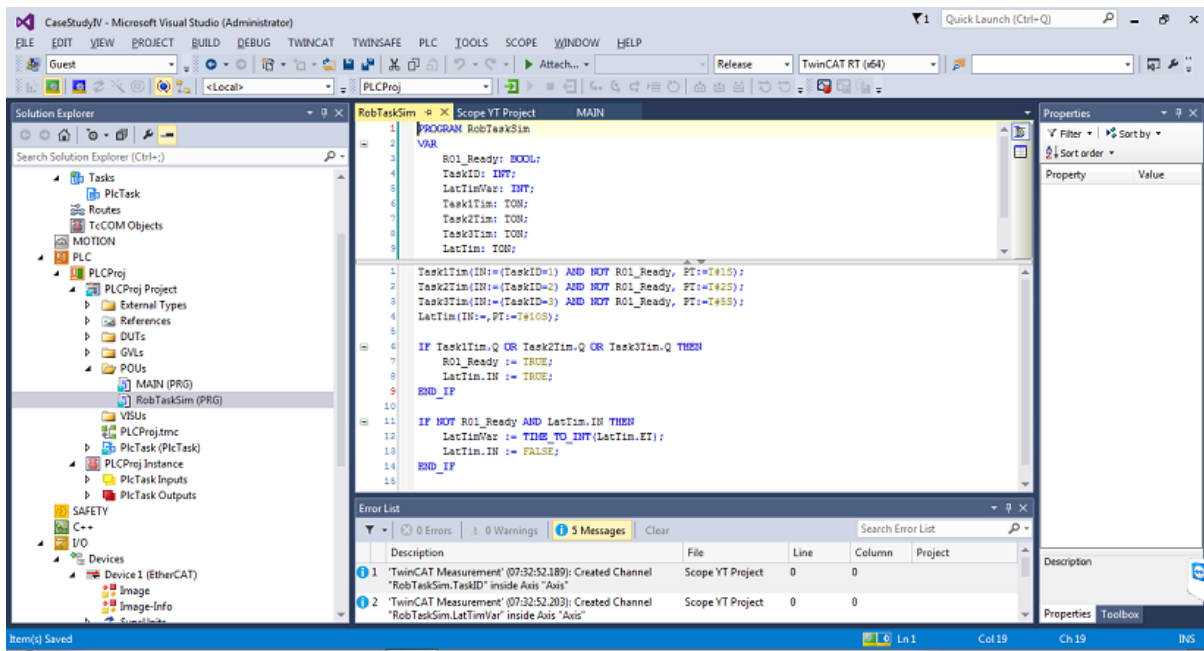 CaseStudyIV - Microsoft Visual Studio (Administrator)
1
Quick Launch (Ctrl+Q)
FILE EDIT VIEW PROJECT BUILD DEBUG TWINCAT TWINSAFE PLC TOOLS SCOPE WINDOW HELP
Guest Attach... Release TwinCAT RT (x64)
<Local> PLCProj
Solution Explorer
Search Solution Explorer (Ctrl+;)
Tasks
PlcTask
Routes
TcCOM Objects
MOTION
PLC
PLCProj
PLCProj Project
External Types
References
DUTs
GVLs
POUs
MAIN (PRG)
RobTaskSim (PRG)
VISUs
PLCProj.tmc
PlcTask (PlcTask)
PLCProj Instance
PlcTask Inputs
PlcTask Outputs
SAFETY
C++
I/O
Devices
Device 1 (EtherCAT)
Image
Image-Info
SyncUnits
RobTaskSim Scope YT Project MAIN
1 PROGRAM RobTaskSim
2 VAR
3 R01_Ready: BOOL;
4 TaskID: INT;
5 LatTimVar: INT;
6 Task1Tim: TON;
7 Task2Tim: TON;
8 Task3Tim: TON;
9 LatTim: TON;
1 Task1Tim(IN:=(TaskID=1) AND NOT R01_Ready, PT:=T#1S);
2 Task2Tim(IN:=(TaskID=2) AND NOT R01_Ready, PT:=T#2S);
3 Task3Tim(IN:=(TaskID=3) AND NOT R01_Ready, PT:=T#5S);
4 LatTim(IN:=,PT:=T#10S);
5
6 IF Task1Tim.Q OR Task2Tim.Q OR Task3Tim.Q THEN
7 R01_Ready := TRUE;
8 LatTim.IN := TRUE;
9 END_IF
10
11 IF NOT R01_Ready AND LatTim.IN THEN
12 LatTimVar := TIME_TO_INT(LatTim.ET);
13 LatTim.IN := FALSE;
14 END_IF
15
Error List
0 Errors 0 Warnings 5 Messages Clear Search Error List
Description File Line Column Project
1 'TwinCAT Measurement' (07:32:52.189): Created Channel Scope YT Project 0 0
"RobTaskSim.TaskID" inside Axis "Axis"
2 'TwinCAT Measurement' (07:32:52.203): Created Channel Scope YT Project 0 0
"RobTaskSim.LatTimVar" inside Axis "Axis"
Properties
Filter Sort by
Sort order
Property Value
Description
Properties Toolbox
Item(s) Saved 0 Ln 1 Col 19 Ch 19 INS